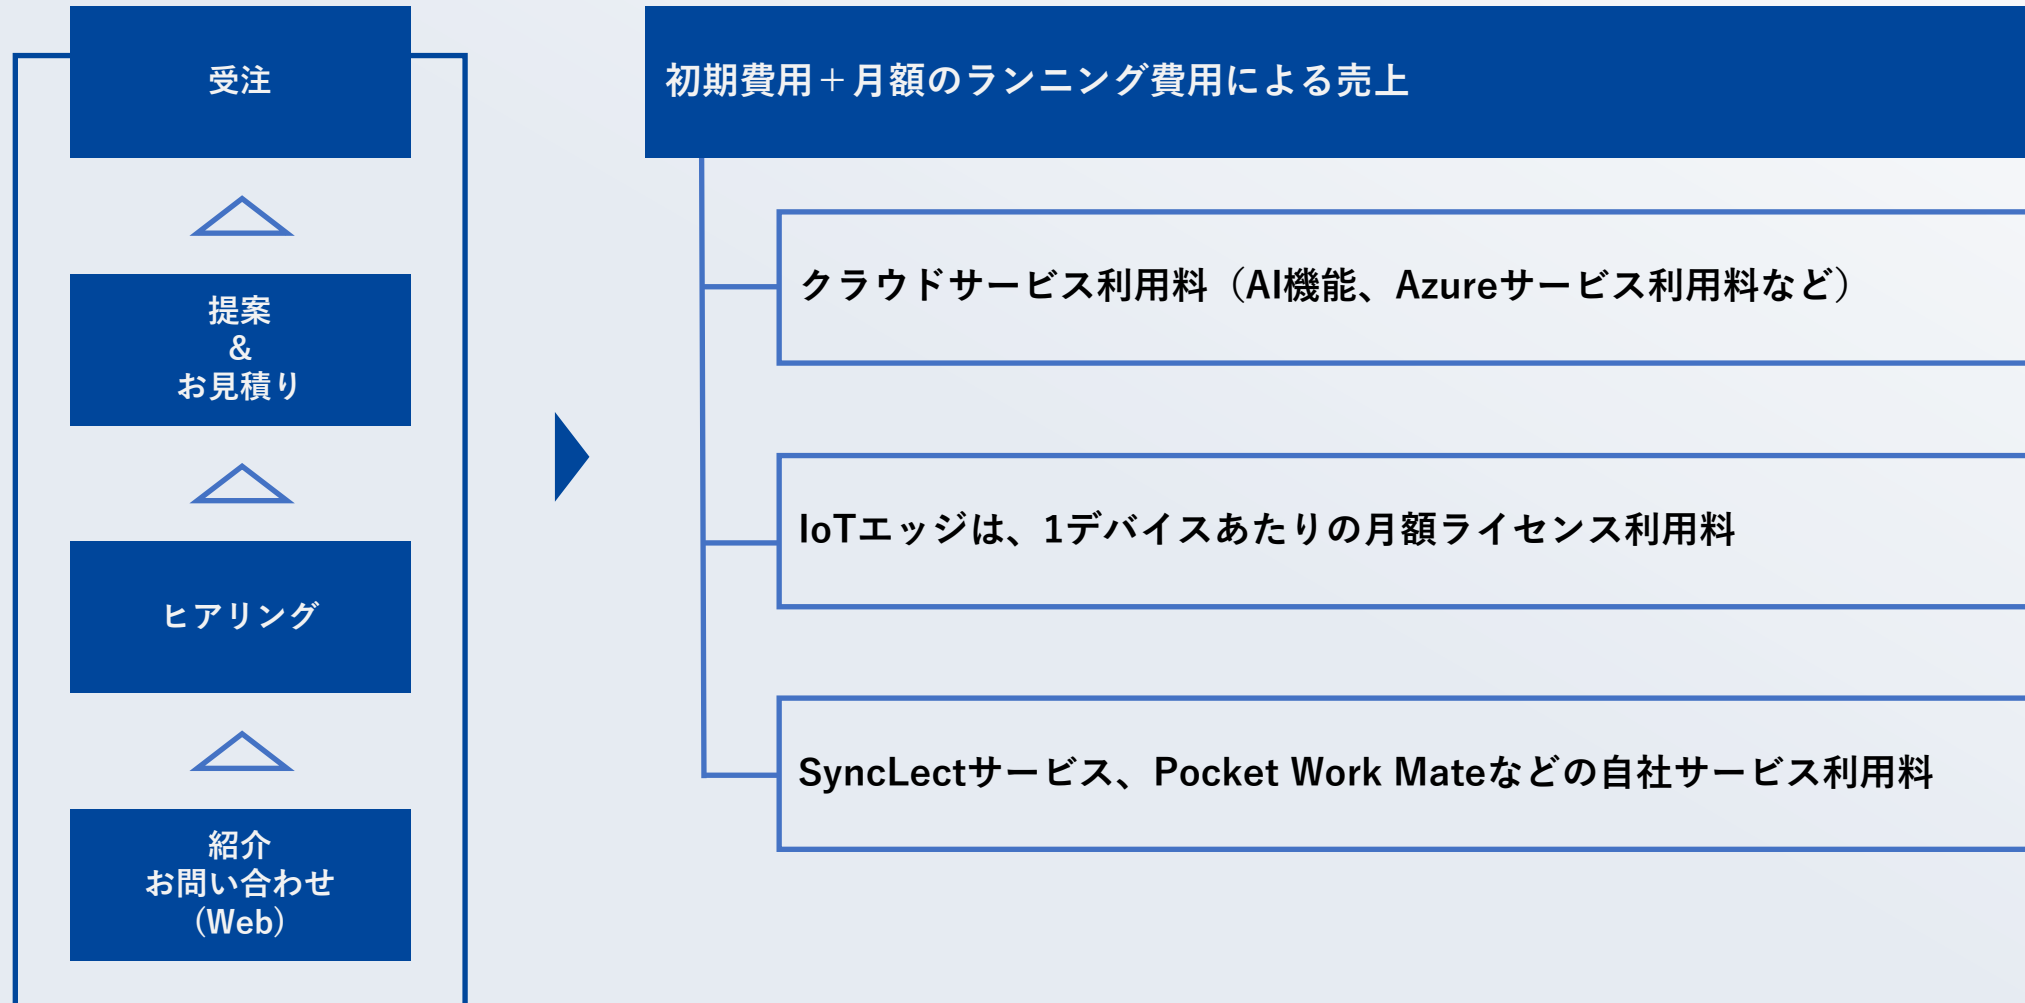 受注
提案
&
お見積り
ヒアリング
紹介
お問い合わせ
（Web）
初期費用＋月額のランニング費用による売上
クラウドサービス利用料（AI機能、Azureサービス利用料など）
IoTエッジは、1デバイスあたりの月額ライセンス利用料
SyncLectサービス、Pocket Work Mateなどの自社サービス利用料